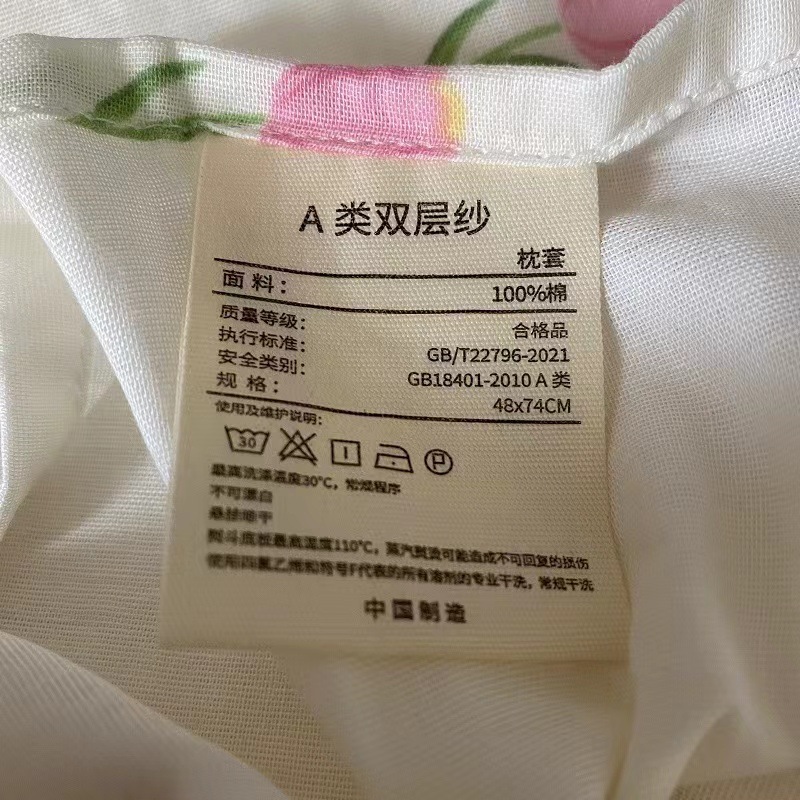 A 类双层纱
枕套
面 料： 100%棉
质量等级： 合格品
执行标准： GB/T22796-2021
安全类别： GB18401-2010 A 类
规 格： 48x74CM
使用及维护说明：
30 P
最高洗涤温度30℃，常规程序
不可漂白
悬挂晾干
熨斗底板最高温度110℃，蒸汽熨烫可能造成不可回复的损伤
使用四氯乙烯和符号F代表的所有溶剂的专业干洗，常规干洗
中国制造